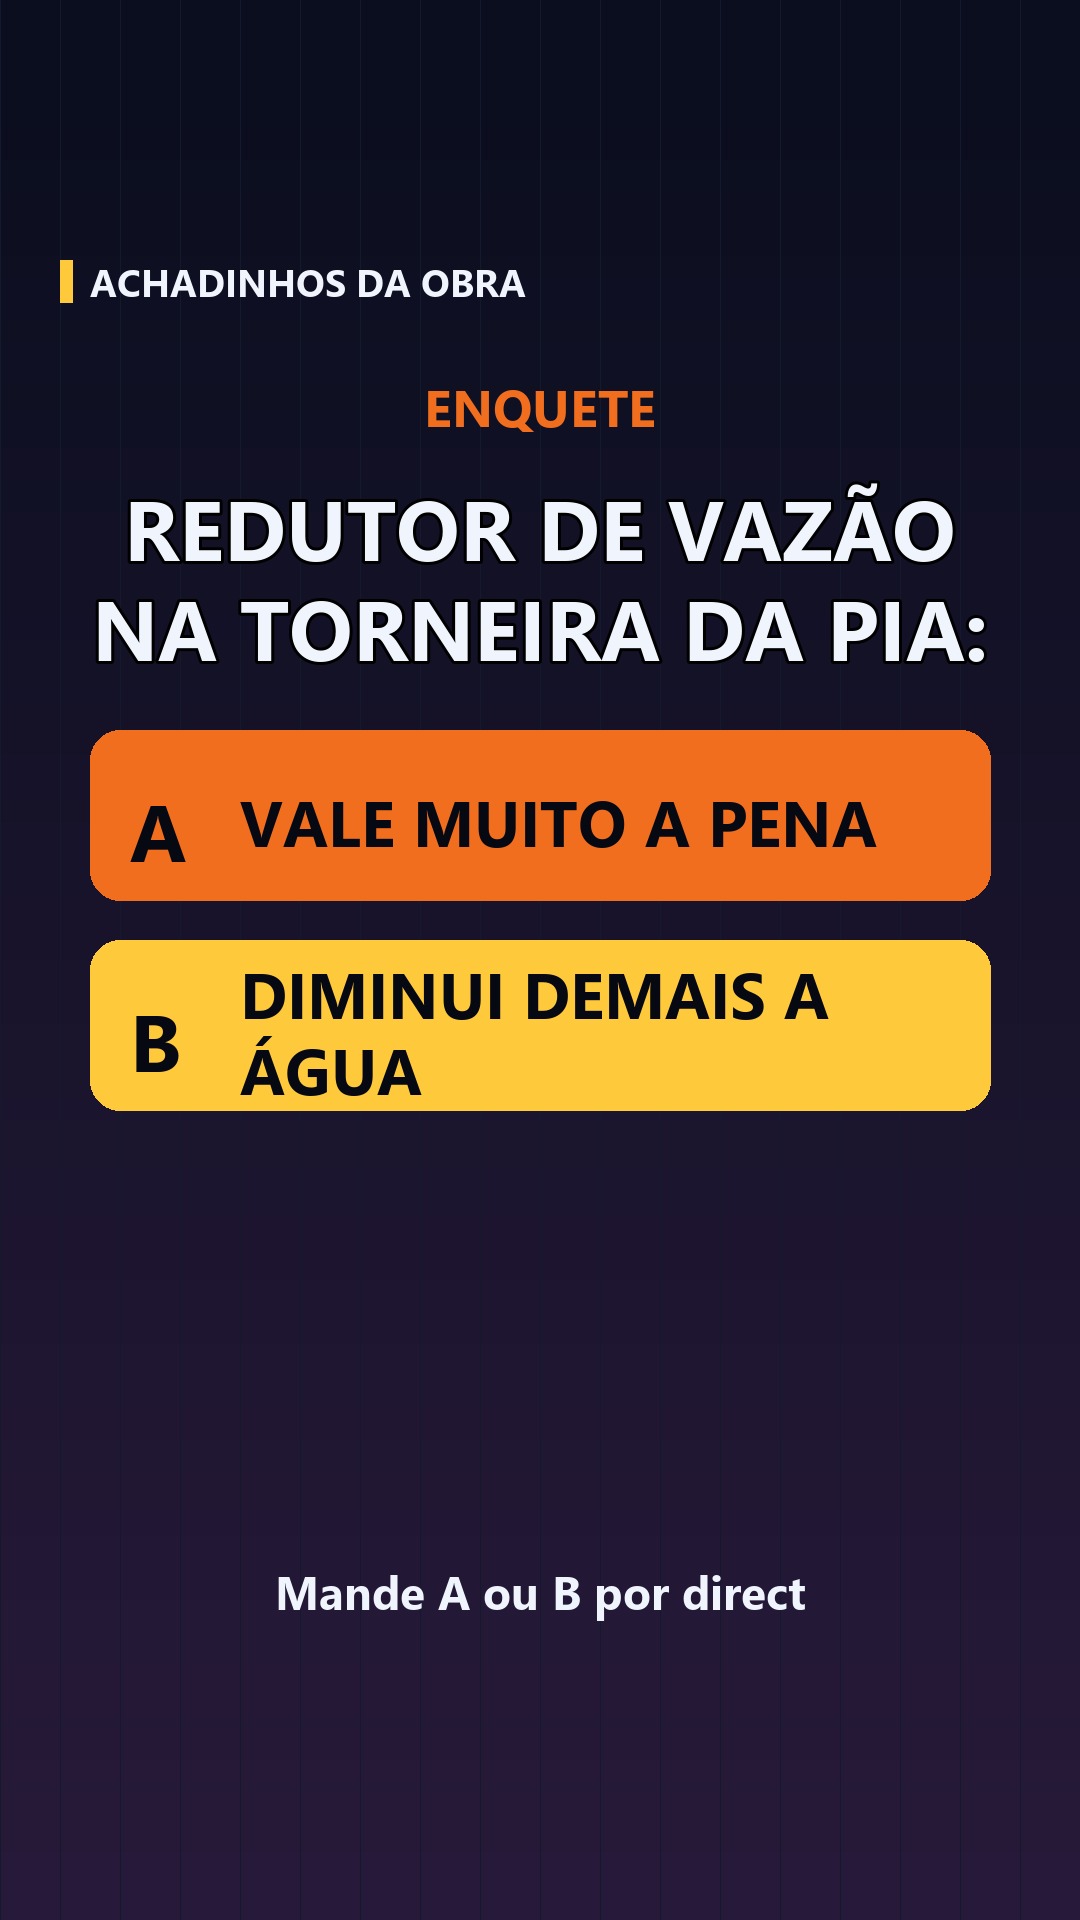 ACHADINHOS DA OBRA
ENQUETE
REDUTOR DE VAZÃO
NA TORNEIRA DA PIA:
A VALE MUITO A PENA
B DIMINUI DEMAIS A
ÁGUA
Mande A ou B por direct